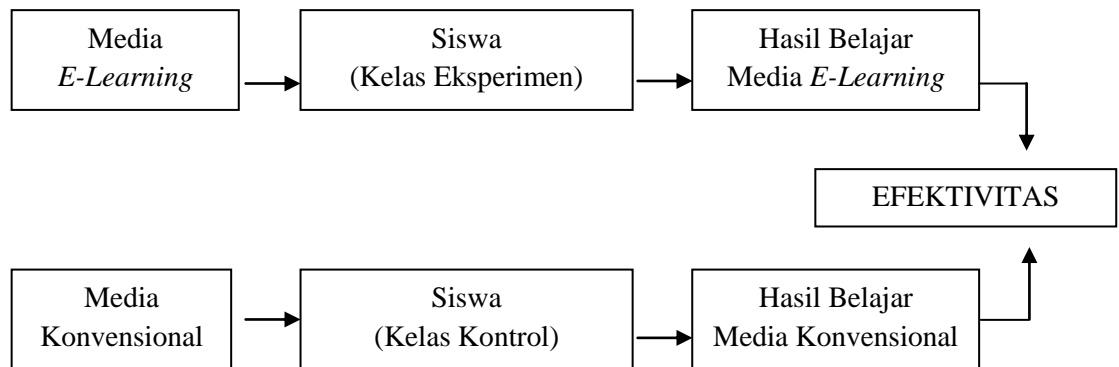 Media
E-Learning
Siswa
(Kelas Eksperimen)
Hasil Belajar
Media E-Learning
EFEKTIVITAS
Media
Konvensional
Siswa
(Kelas Kontrol)
Hasil Belajar
Media Konvensional